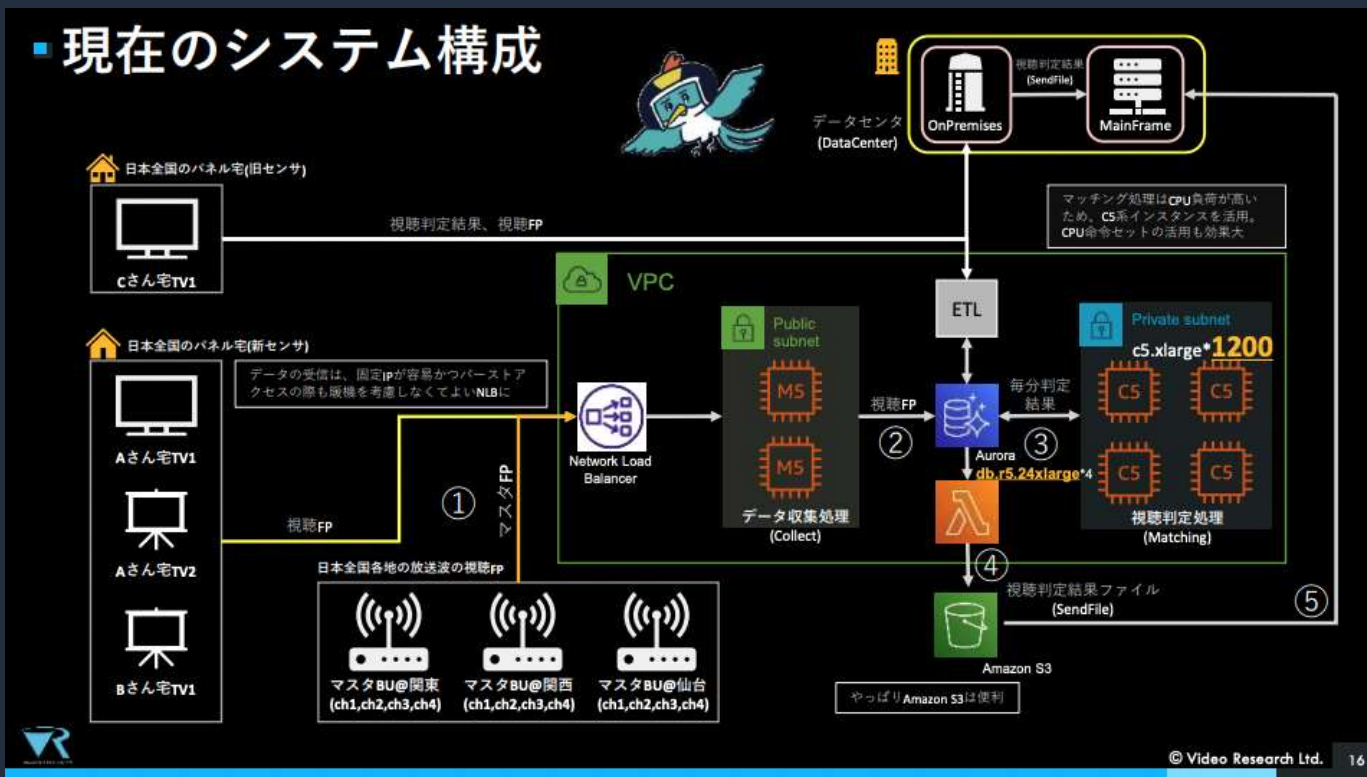 現在のシステム構成
視聴判定結果
(SendFile)
OnPremises
MainFrame
データセンタ
(DataCenter)
日本全国のパネル宅(旧センサ)
Cさん宅TV1
視聴判定結果、視聴FP
マッチング処理はCPU負荷が高い
ため、C5系インスタンスを活用。
CPU命令セットの活用も効果大
VPC
ETL
日本全国のパネル宅(新センサ)
データの受信は、固定IPが容易かつバーストア
クセスの際も暖機を考慮しなくてよいNLBに
Aさん宅TV1
Aさん宅TV2
Bさん宅TV1
視聴FP
①
マスタFP
Network Load
Balancer
Public
subnet
M5
M5
データ収集処理
(Collect)
視聴FP
②
Aurora
db.r5.24xlarge*4
毎分判定
結果
③
Private subnet
c5.xlarge*1200
C5
C5
C5
C5
視聴判定処理
(Matching)
④
視聴判定結果ファイル
(SendFile)
⑤
Amazon S3
やっぱりAmazon S3は便利
日本全国各地の放送波の視聴FP
マスタBU@関東
(ch1,ch2,ch3,ch4)
マスタBU@関西
(ch1,ch2,ch3,ch4)
マスタBU@仙台
(ch1,ch2,ch3,ch4)
© Video Research Ltd.
16